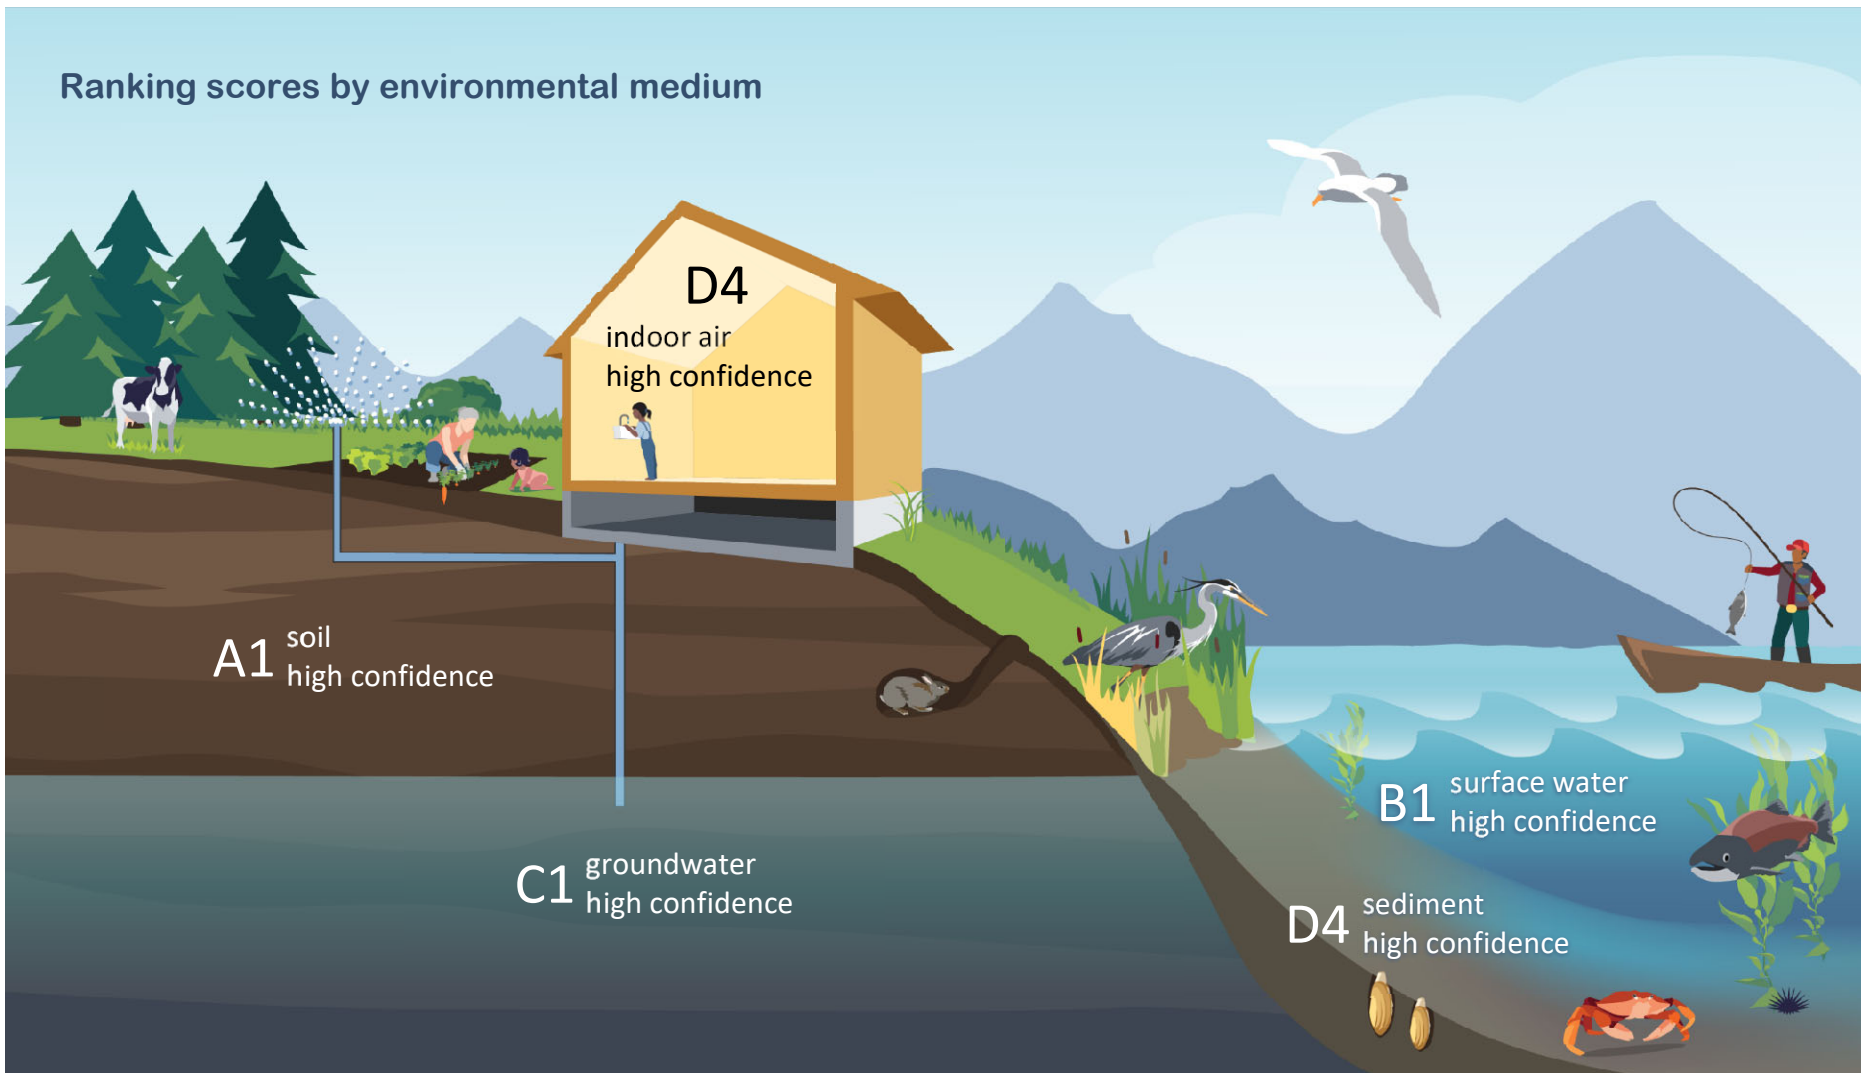 Ranking scores by environmental medium
D4
indoor air
high confidence
A1
soil
high confidence
B1
surface water
high confidence
C1
groundwater
high confidence
D4
sediment
high confidence